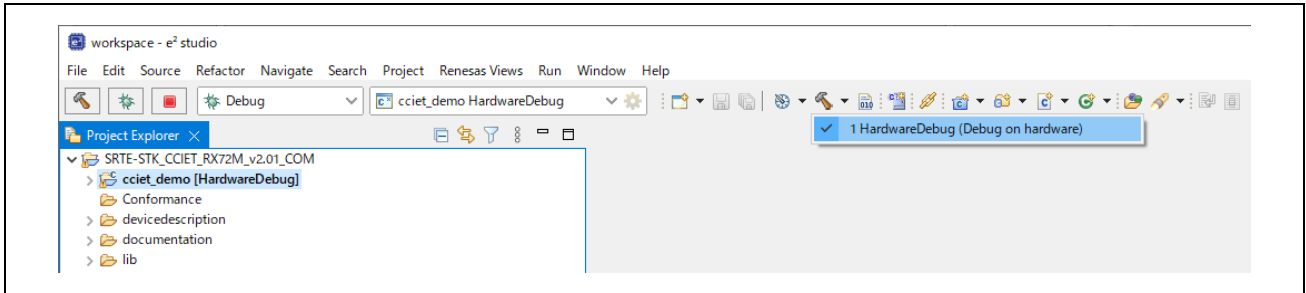 workspace - e² studio
File Edit Source Refactor Navigate Search Project Renesas Views Run Window Help
Debug cciet_demo HardwareDebug
Project Explorer
1 HardwareDebug (Debug on hardware)
SRTE-STK_CCIET_RX72M_v2.01_COM
cciet_demo [HardwareDebug]
Conformance
devicedescription
documentation
lib